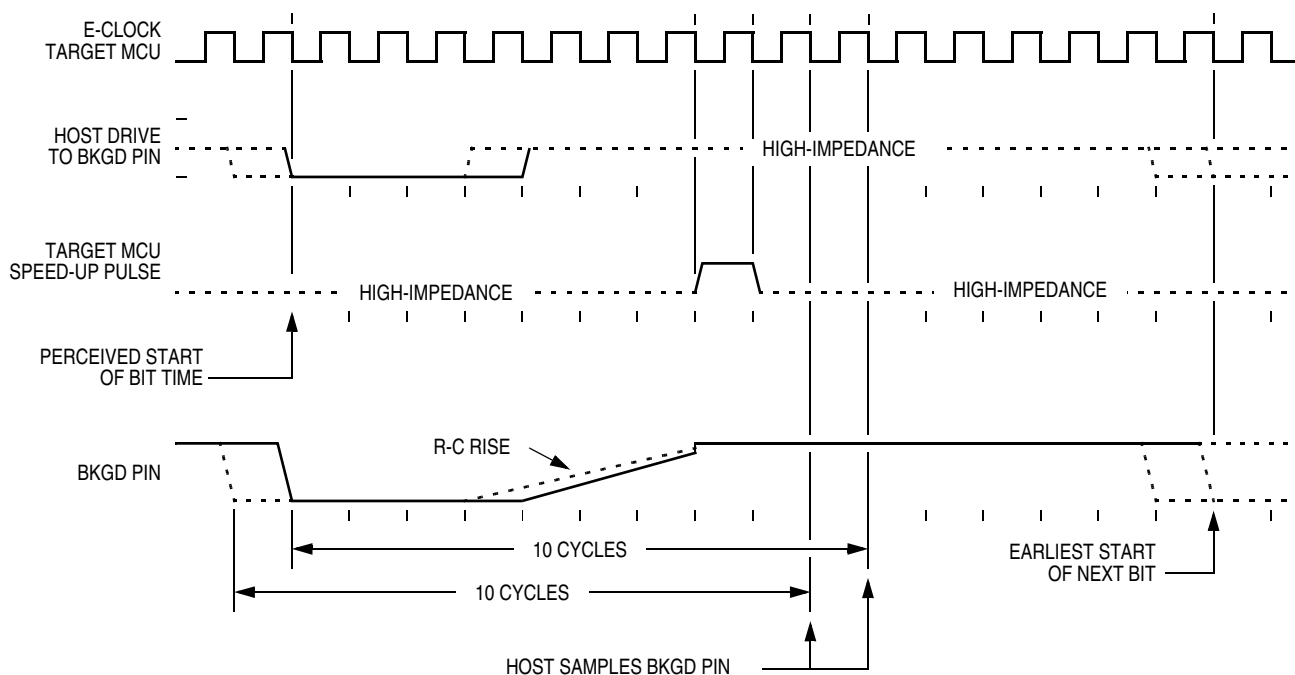 E-CLOCK
TARGET MCU
HOST DRIVE
TO BKGD PIN
HIGH-IMPEDANCE
TARGET MCU
SPEED-UP PULSE
HIGH-IMPEDANCE
HIGH-IMPEDANCE
PERCEIVED START
OF BIT TIME
R-C RISE
BKGD PIN
10 CYCLES
EARLIEST START
OF NEXT BIT
10 CYCLES
HOST SAMPLES BKGD PIN